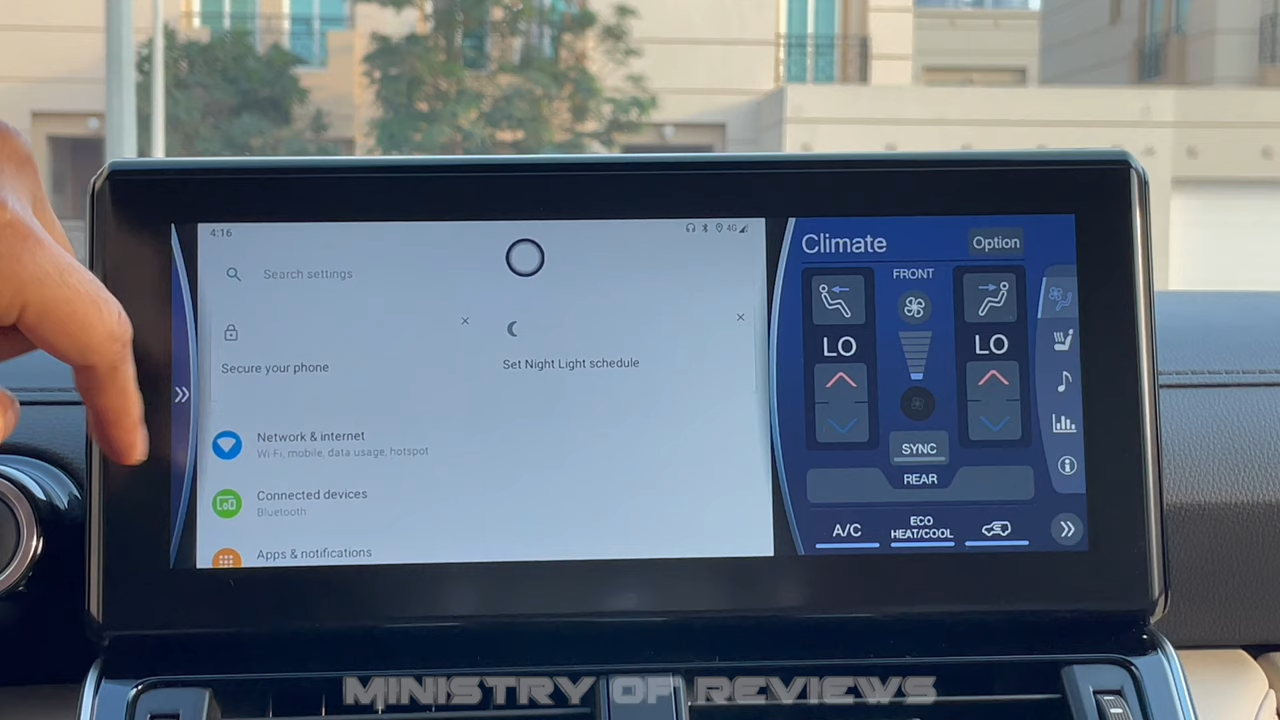 4:16
4G
Search settings
Secure your phone
Set Night Light schedule
Network & internet
Wi-Fi, mobile, data usage, hotspot
Connected devices
Bluetooth
Apps & notifications
Climate
Option
FRONT
LO
LO
SYNC
REAR
A/C
ECO
HEAT/COOL
MINISTRY OF REVIEWS